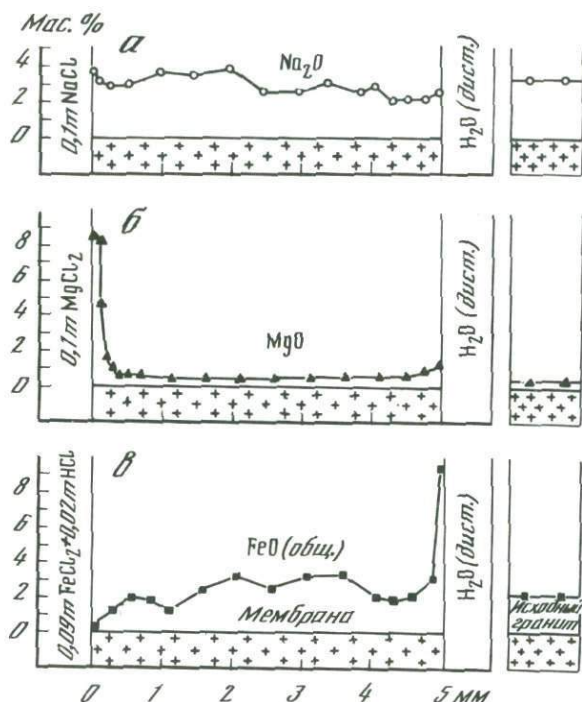 Мас. %
а
4
2
0
0,1m NaCl
Na₂O
H₂O (дист.)
б
8
6
4
2
0
0,1m MgCl₂
MgO
H₂O (дист.)
в
8
6
4
2
0
0,09m FeCl₂+0,02m HCl
FeO (общ.)
Мембрана
H₂O (дист.)
Исходный
гранит
0 1 2 3 4 5 мм